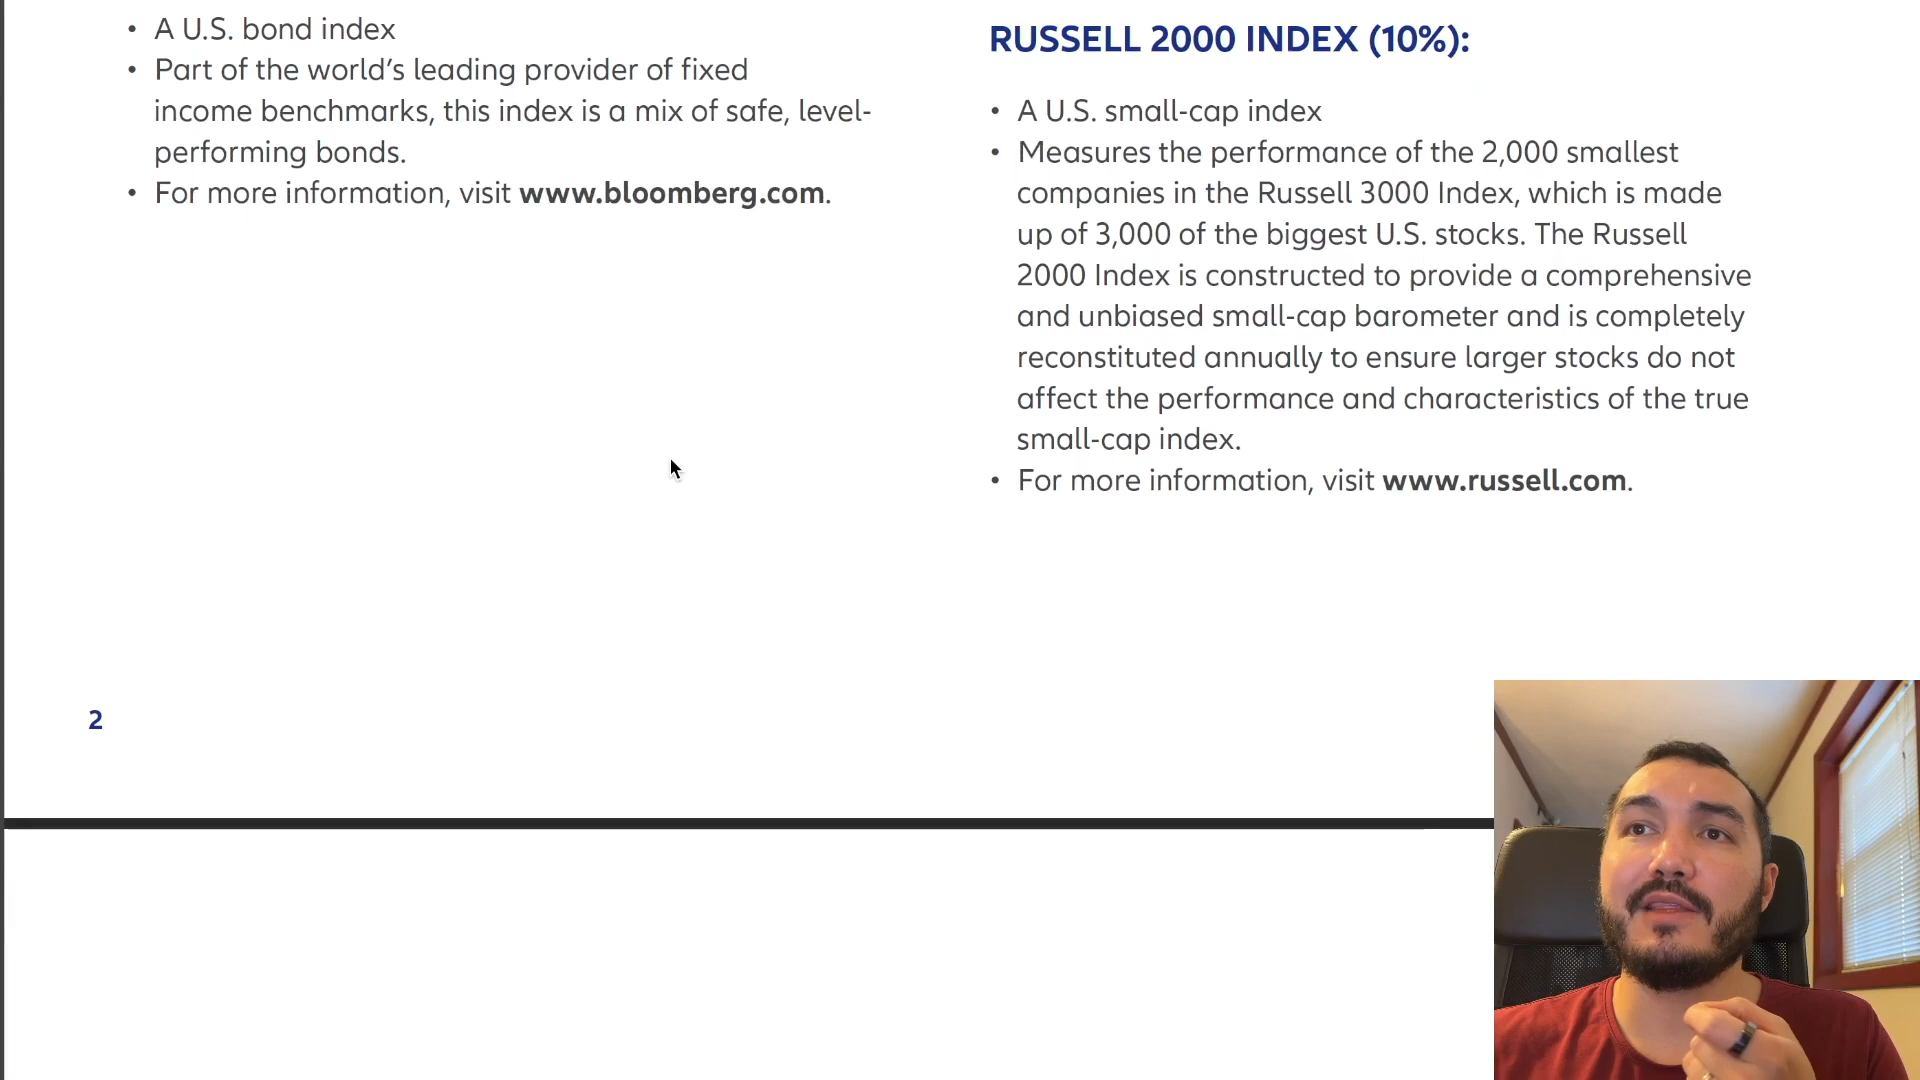 • A U.S. bond index
• Part of the world’s leading provider of fixed
income benchmarks, this index is a mix of safe, level-
performing bonds.
• For more information, visit www.bloomberg.com.
RUSSELL 2000 INDEX (10%):
• A U.S. small-cap index
• Measures the performance of the 2,000 smallest
companies in the Russell 3000 Index, which is made
up of 3,000 of the biggest U.S. stocks. The Russell
2000 Index is constructed to provide a comprehensive
and unbiased small-cap barometer and is completely
reconstituted annually to ensure larger stocks do not
affect the performance and characteristics of the true
small-cap index.
• For more information, visit www.russell.com.
2